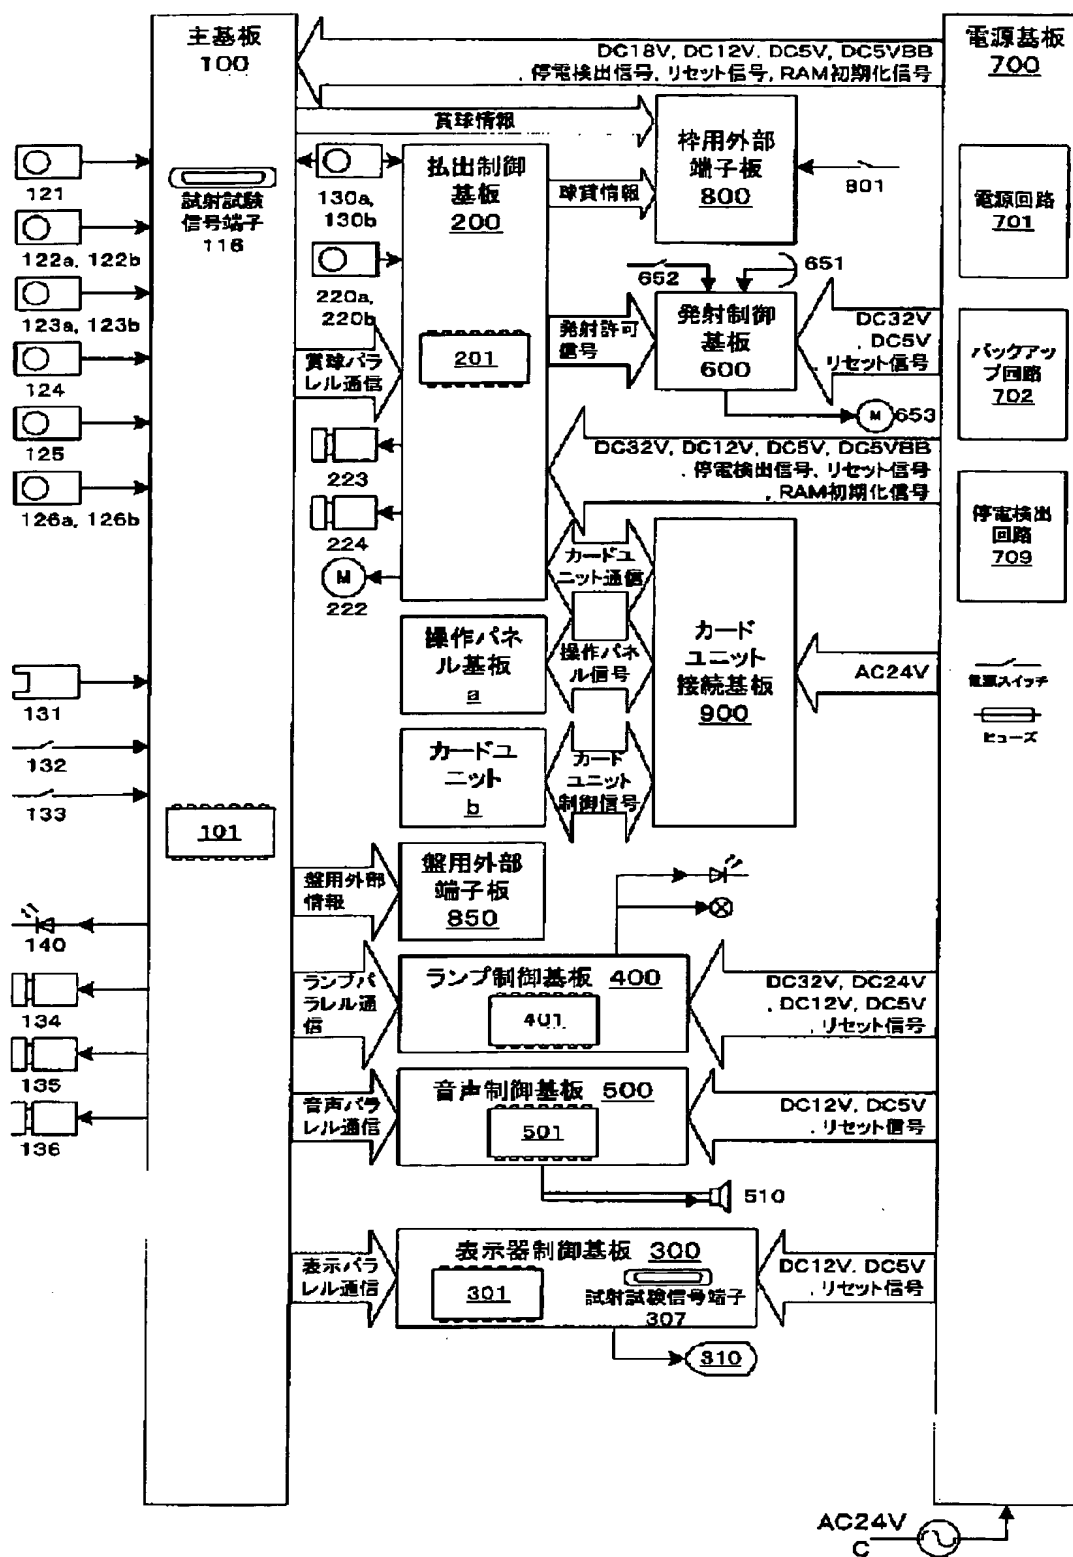 主基板
100
電源基板
700
DC18V, DC12V. DC5V, DC5VBB
. 停電検出信号, リセット信号, RAM初期化信号
賞球情報
枠用外部
端子板
800
801
試射試験
信号端子
116
130a,
130b
払出制御
基板
200
球貸情報
電源回路
701
121
122a, 122b
123a, 123b
124
125
126a, 126b
220a,
220b
652
651
201
発射許可
信号
発射制御
基板
600
DC32V
. DC5V
. リセット信号
バックアッ
プ回路
702
賞球パラ
レル通信
M
653
223
DC32V, DC12V, DC5V, DC5VBB
. 停電検出信号、リセット信号
, RAM初期化信号
停電検出
回路
709
224
M
222
カードユ
ニット通信
操作パネ
ル基板
a
操作パネ
ル信号
カード
ユニット
接続基板
900
AC24V
電源スイッチ
ヒューズ
131
132
133
カードユ
ニット
b
カード
ユニット
制御信号
101
盤用外部
情報
盤用外部
端子板
850
140
ランプパ
ラレル通
信
ランプ制御基板 400
401
DC32V, DC24V
. DC12V, DC5V
. リセット信号
134
135
136
音声パラ
レル通信
音声制御基板 500
501
DC12V, DC5V
. リセット信号
510
表示パラ
レル通信
表示器制御基板 300
301
試射試験信号端子
307
DC12V. DC5V
. リセット信号
310
AC24V
C